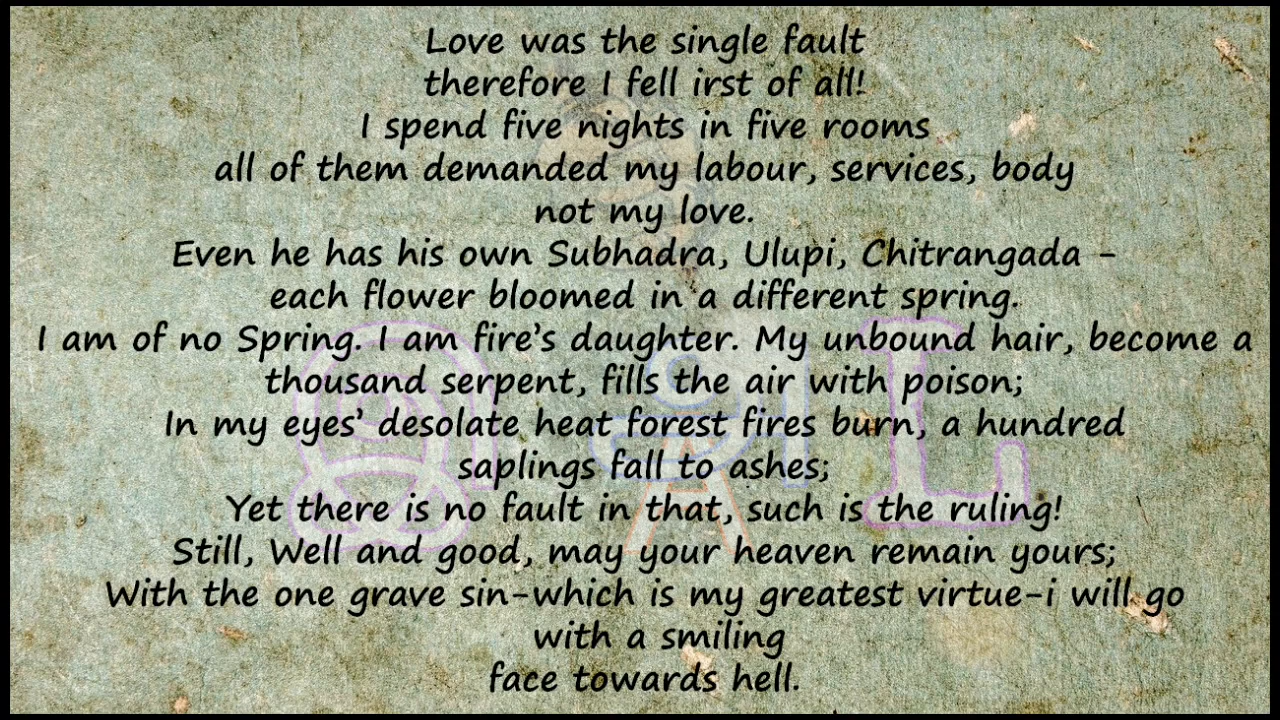 Love was the single fault
therefore I fell irst of all!
I spend five nights in five rooms
all of them demanded my labour, services, body
not my love.
Even he has his own Subhadra, Ulupi, Chitrangada -
each flower bloomed in a different spring.
I am of no Spring. I am fire's daughter. My unbound hair, become a
thousand serpent, fills the air with poison;
In my eyes' desolate heat forest fires burn, a hundred
saplings fall to ashes;
Yet there is no fault in that, such is the ruling!
Still, Well and good, may your heaven remain yours;
With the one grave sin-which is my greatest virtue-i will go
with a smiling
face towards hell.